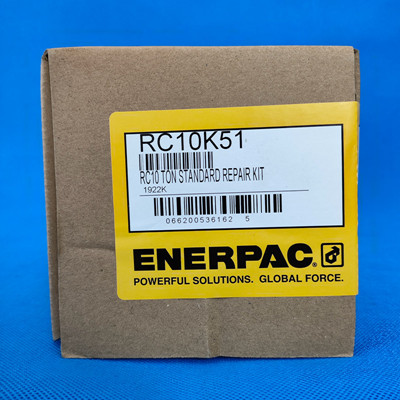 RC10K51
RC10 TON STANDARD REPAIR KIT
1922K
066200536162 5
ENERPAC®
POWERFUL SOLUTIONS. GLOBAL FORCE.